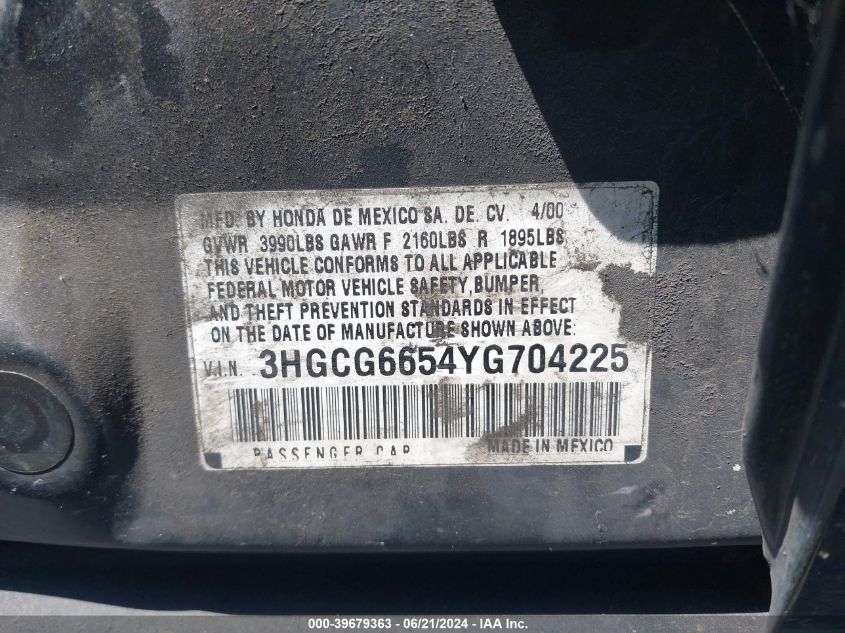 MFD. BY HONDA DE MEXICO SA. DE. CV. 4/00
GVWR 3990LBS GAWR F 2160LBS R 1895LBS
THIS VEHICLE CONFORMS TO ALL APPLICABLE
FEDERAL MOTOR VEHICLE SAFETY, BUMPER,
AND THEFT PREVENTION STANDARDS IN EFFECT
ON THE DATE OF MANUFACTURE SHOWN ABOVE:
V.I.N. 3HGCG6654YG704225
PASSENGER CAR MADE IN MEXICO
000-39679363 / 06/21/2024 - IAA Inc.